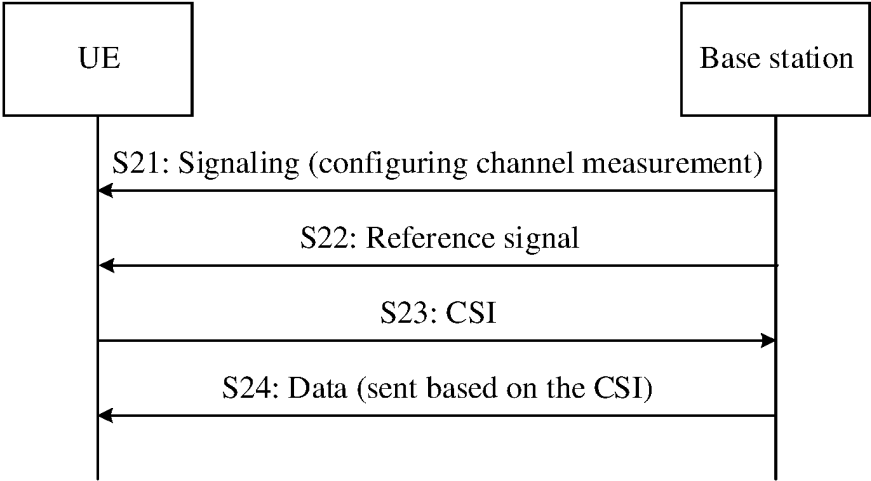 UE
Base station
S21: Signaling (configuring channel measurement)
S22: Reference signal
S23: CSI
S24: Data (sent based on the CSI)